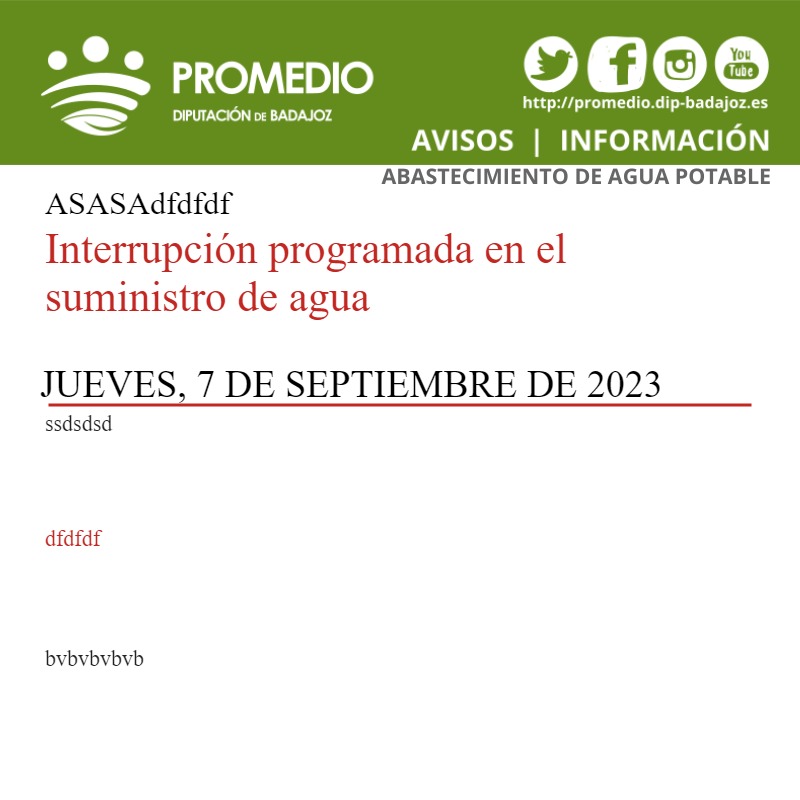 PROMEDIO
DIPUTACIÓN DE BADAJOZ
You
Tube
http://promedio.dip-badajoz.es
AVISOS | INFORMACIÓN
ABASTECIMIENTO DE AGUA POTABLE
ASASAdfdfdf
Interrupción programada en el
suministro de agua
JUEVES, 7 DE SEPTIEMBRE DE 2023
ssdsdsd
dfdfdf
bvbvbvbvb